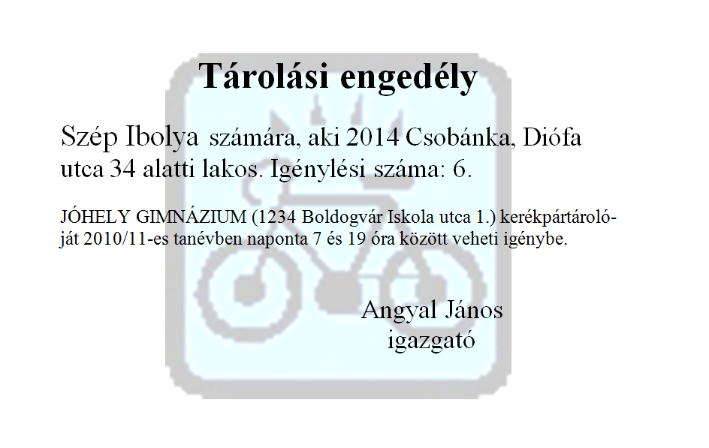 Tárolási engedély
Szép Ibolya számára, aki 2014 Csobánka, Diófa
utca 34 alatti lakos. Igénylési száma: 6.
JÓHELY GIMNÁZIUM (1234 Boldogvár Iskola utca 1.) kerékpártároló-
ját 2010/11-es tanévben naponta 7 és 19 óra között veheti igénybe.
Angyal János
igazgató